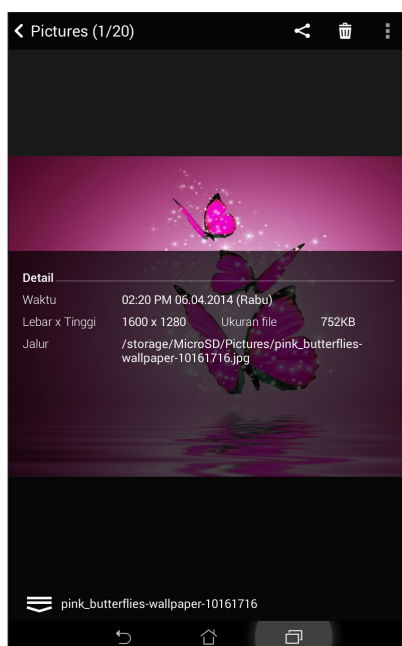 Pictures (1/20)
Detail
Waktu 02:20 PM 06.04.2014 (Rabu)
Lebar x Tinggi 1600 x 1280 Ukuran file 752KB
Jalur /storage/MicroSD/Pictures/pink_butterflies-
wallpaper-10161716.jpg
pink_butterflies-wallpaper-10161716